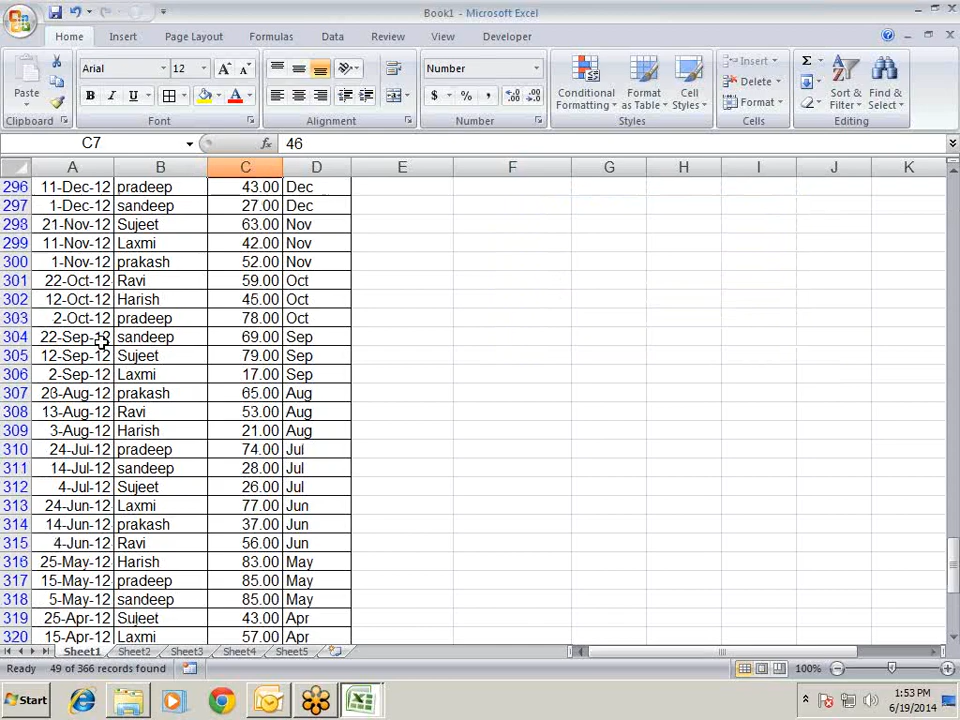 Book1 - Microsoft Excel
Home Insert Page Layout Formulas Data Review View Developer
Paste
Arial 12 A A
B I U A
Number
$ % , .0 .00 .00 .0
Conditional Formatting Format as Table Cell Styles
Insert
Delete
Format
Σ
Sort & Filter Find & Select
Clipboard Font Alignment Number Styles Cells Editing
C7 fx 46
A B C D E F G H I J K
296 11-Dec-12 pradeep 43.00 Dec
297 1-Dec-12 sandeep 27.00 Dec
298 21-Nov-12 Sujeet 63.00 Nov
299 11-Nov-12 Laxmi 42.00 Nov
300 1-Nov-12 prakash 52.00 Nov
301 22-Oct-12 Ravi 59.00 Oct
302 12-Oct-12 Harish 45.00 Oct
303 2-Oct-12 pradeep 78.00 Oct
304 22-Sep-12 sandeep 69.00 Sep
305 12-Sep-12 Sujeet 79.00 Sep
306 2-Sep-12 Laxmi 17.00 Sep
307 23-Aug-12 prakash 65.00 Aug
308 13-Aug-12 Ravi 53.00 Aug
309 3-Aug-12 Harish 21.00 Aug
310 24-Jul-12 pradeep 74.00 Jul
311 14-Jul-12 sandeep 28.00 Jul
312 4-Jul-12 Sujeet 26.00 Jul
313 24-Jun-12 Laxmi 77.00 Jun
314 14-Jun-12 prakash 37.00 Jun
315 4-Jun-12 Ravi 56.00 Jun
316 25-May-12 Harish 83.00 May
317 15-May-12 pradeep 85.00 May
318 5-May-12 sandeep 85.00 May
319 25-Apr-12 Sujeet 43.00 Apr
320 15-Apr-12 Laxmi 57.00 Apr
Sheet1 Sheet2 Sheet3 Sheet4 Sheet5
Ready 49 of 366 records found 100%
Start 1:53 PM
6/19/2014